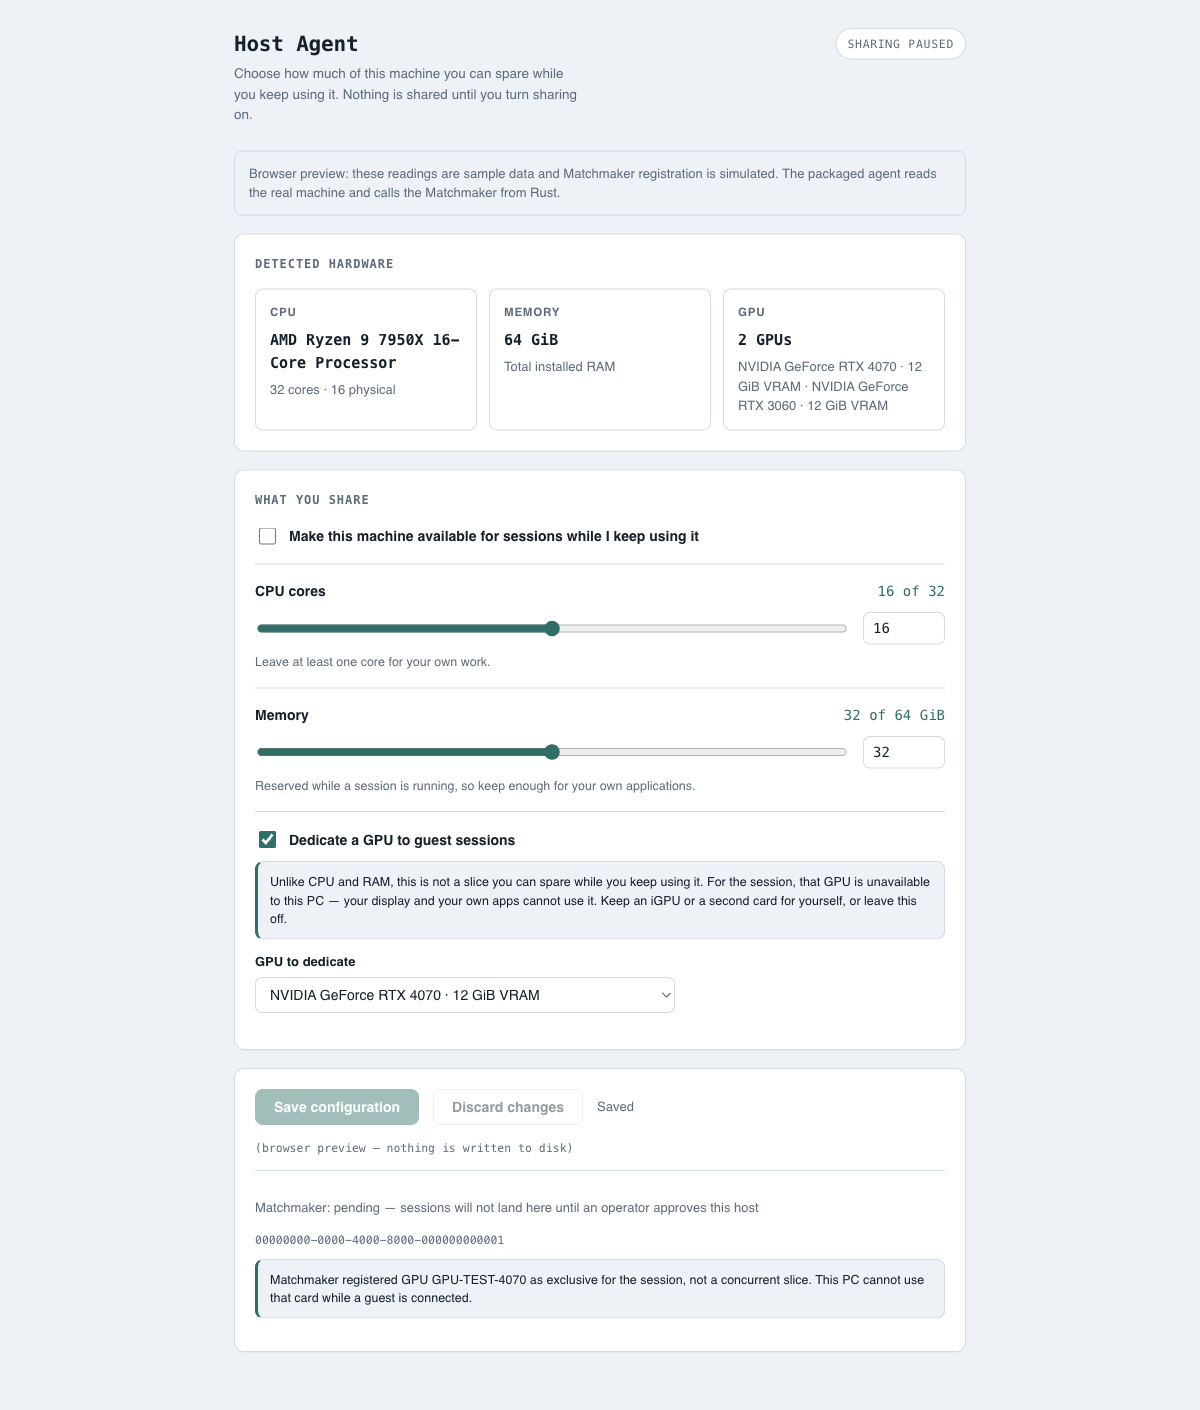 Host Agent
SHARING PAUSED
Choose how much of this machine you can spare while
you keep using it. Nothing is shared until you turn sharing
on.
Browser preview: these readings are sample data and Matchmaker registration is simulated. The packaged agent reads
the real machine and calls the Matchmaker from Rust.
DETECTED HARDWARE
CPU
AMD Ryzen 9 7950X 16-
Core Processor
32 cores · 16 physical
MEMORY
64 GiB
Total installed RAM
GPU
2 GPUs
NVIDIA GeForce RTX 4070 · 12
GiB VRAM · NVIDIA GeForce
RTX 3060 · 12 GiB VRAM
WHAT YOU SHARE
Make this machine available for sessions while I keep using it
CPU cores
16 of 32
16
Leave at least one core for your own work.
Memory
32 of 64 GiB
32
Reserved while a session is running, so keep enough for your own applications.
Dedicate a GPU to guest sessions
Unlike CPU and RAM, this is not a slice you can spare while you keep using it. For the session, that GPU is unavailable
to this PC — your display and your own apps cannot use it. Keep an iGPU or a second card for yourself, or leave this
off.
GPU to dedicate
NVIDIA GeForce RTX 4070 · 12 GiB VRAM
Save configuration
Discard changes
Saved
(browser preview — nothing is written to disk)
Matchmaker: pending — sessions will not land here until an operator approves this host
00000000-0000-4000-8000-000000000001
Matchmaker registered GPU GPU-TEST-4070 as exclusive for the session, not a concurrent slice. This PC cannot use
that card while a guest is connected.